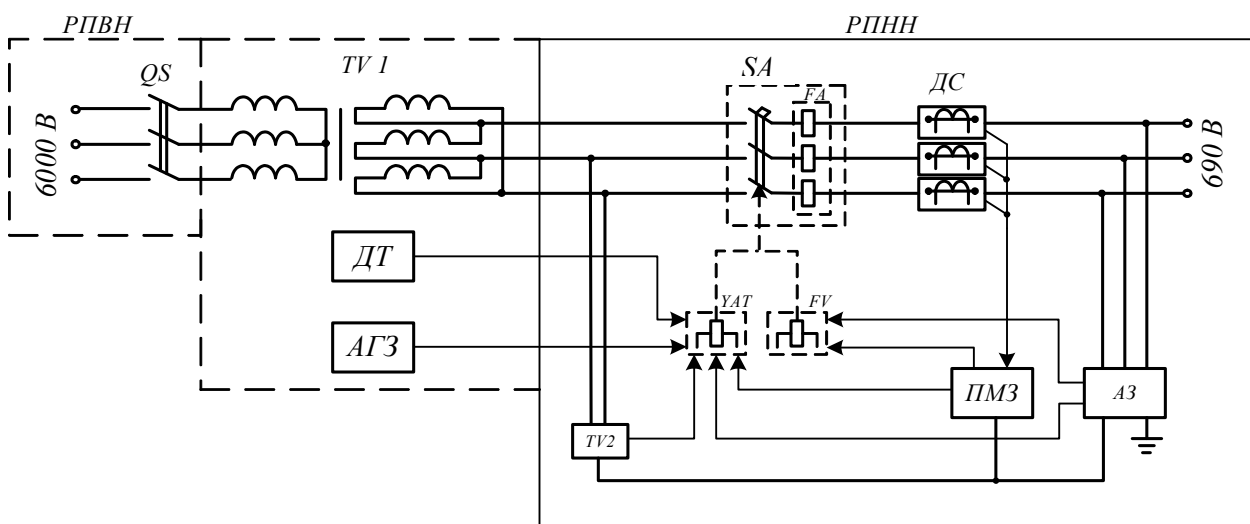 РПВН
РПНН
QS
TV 1
SA
FA
ДС
6000 В
690 В
ДТ
YAT
FV
АГЗ
ПМЗ
АЗ
TV2